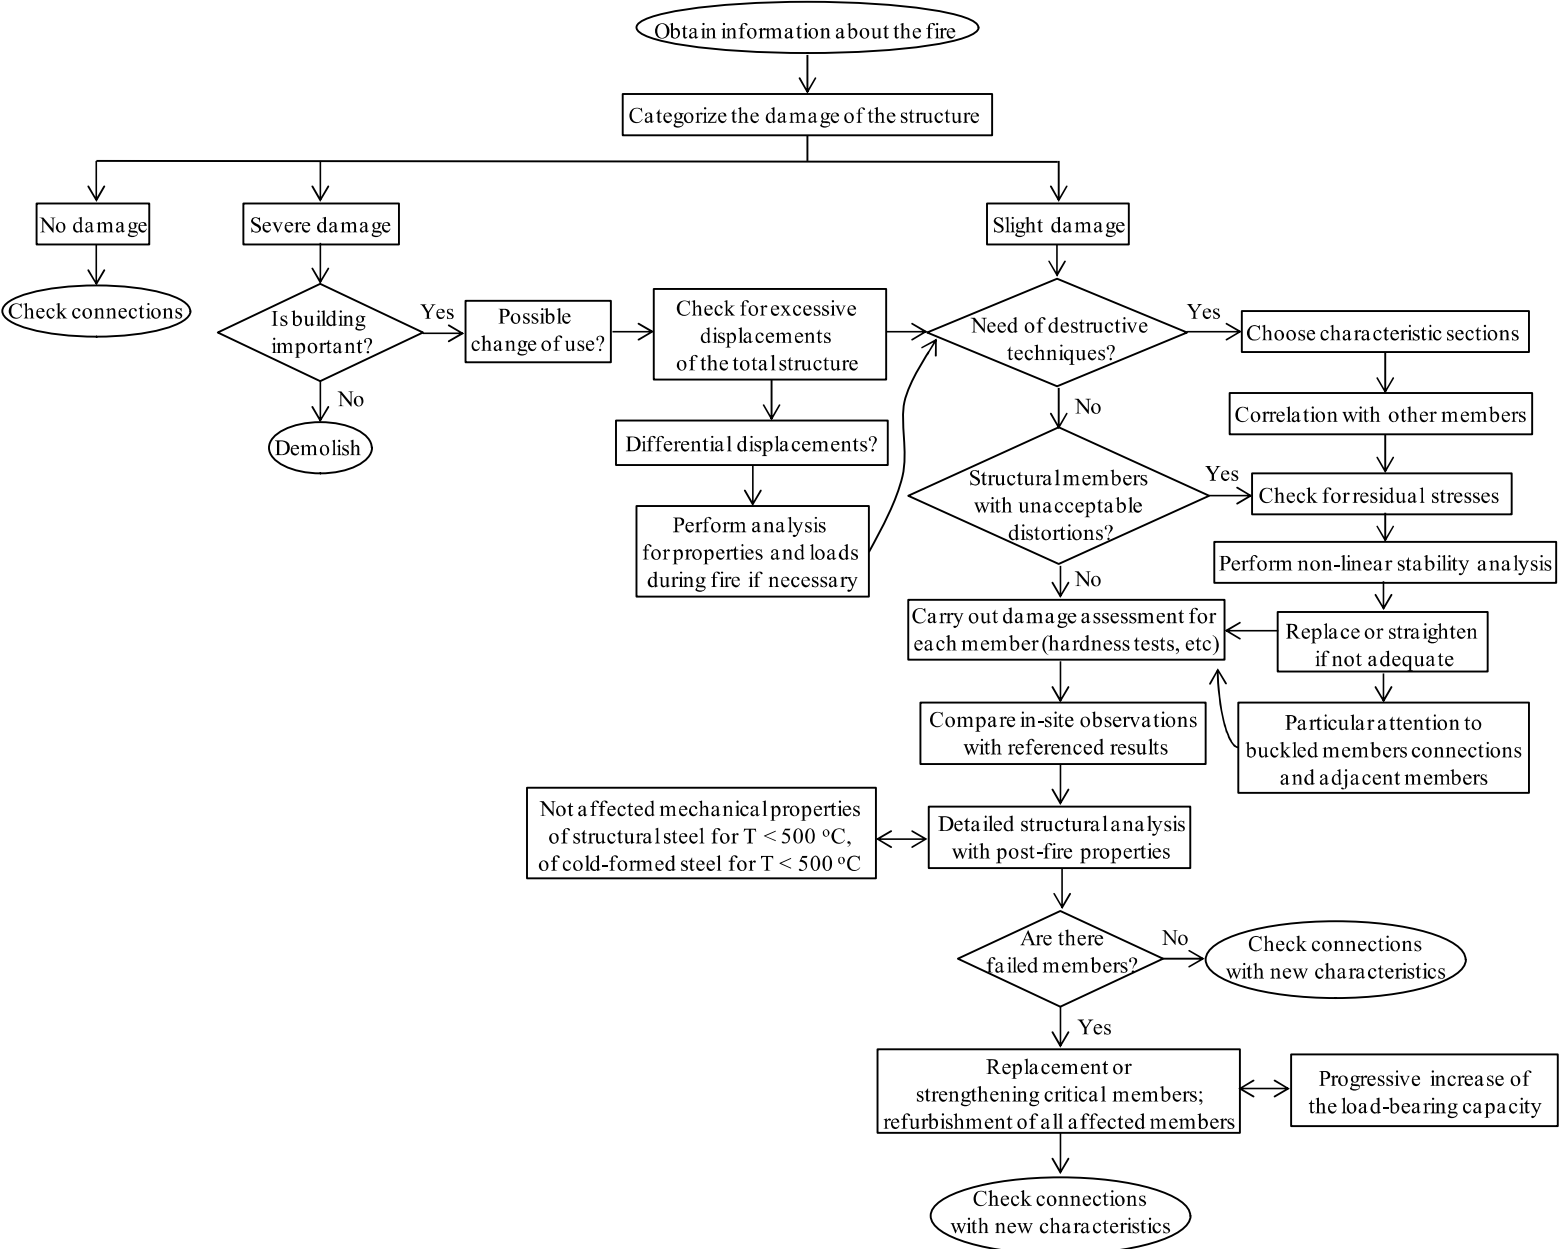 Obtain information about the fire
Categorize the damage of the structure
No damage
Severe damage
Slight damage
Check connections
Is building
important?
Yes
No
Demolish
Possible
change of use?
Check for excessive
displacements
of the total structure
Differential displacements?
Perform analysis
for properties and loads
during fire if necessary
Need of destructive
techniques?
Yes
No
Choose characteristic sections
Correlation with other members
Structural members
with unacceptable
distortions?
Yes
No
Check for residual stresses
Perform non-linear stability analysis
Replace or straighten
if not adequate
Particular attention to
buckled members connections
and adjacent members
Carry out damage assessment for
each member (hardness tests, etc)
Compare in-site observations
with referenced results
Not affected mechanical properties
of structural steel for T < 500 °C,
of cold-formed steel for T < 500 °C
Detailed structural analysis
with post-fire properties
Are there
failed members?
No
Check connections
with new characteristics
Yes
Replacement or
strengthening critical members;
refurbishment of all affected members
Progressive increase of
the load-bearing capacity
Check connections
with new characteristics